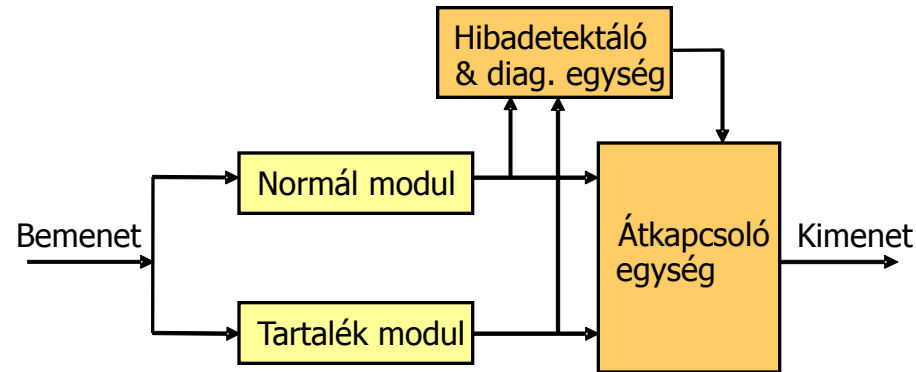 Hibadetektáló
& diag. egység
Normál modul
Bemenet
Átkapcsoló
egység
Kimenet
Tartalék modul